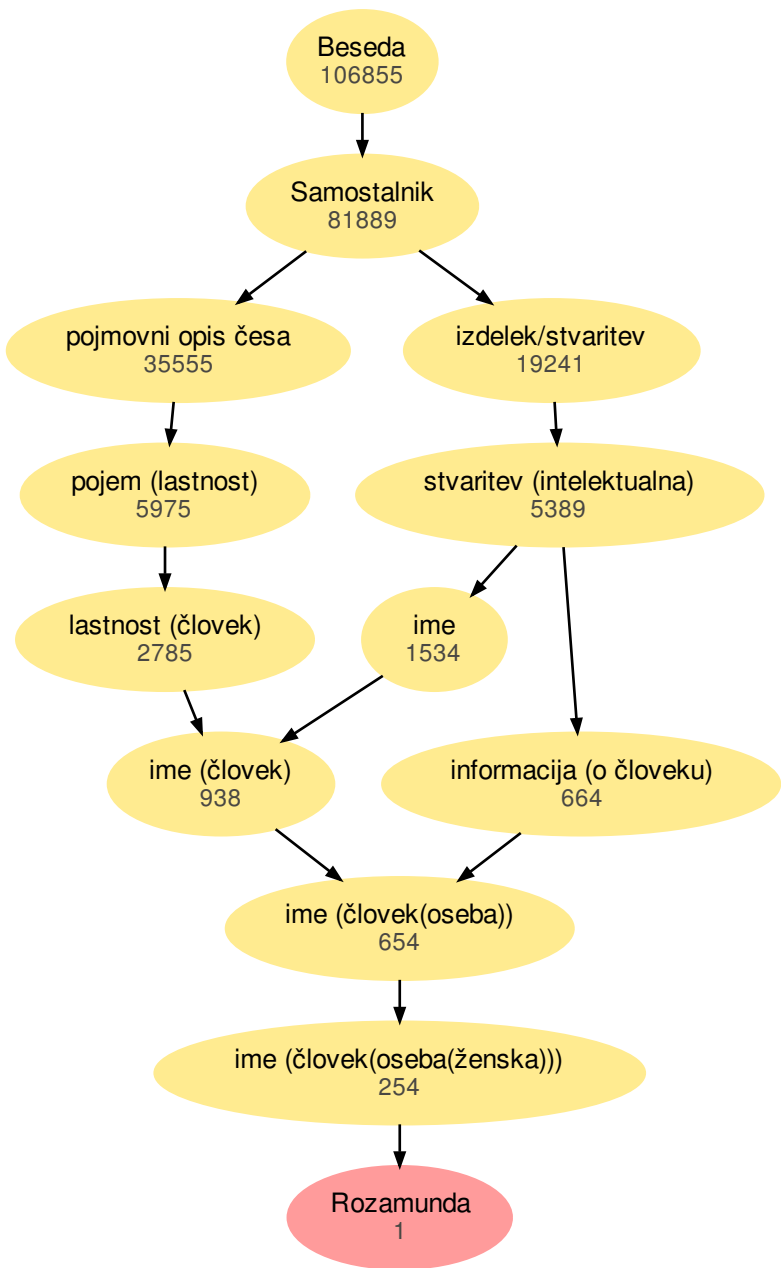 Beseda
106855
Samostalnik
81889
pojmovni opis česa
35555
izdelek/stvaritev
19241
pojem (lastnost)
5975
stvaritev (intelektualna)
5389
lastnost (človek)
2785
ime
1534
ime (človek)
938
informacija (o človeku)
664
ime (človek(oseba))
654
ime (človek(oseba(ženska)))
254
Rozamunda
1